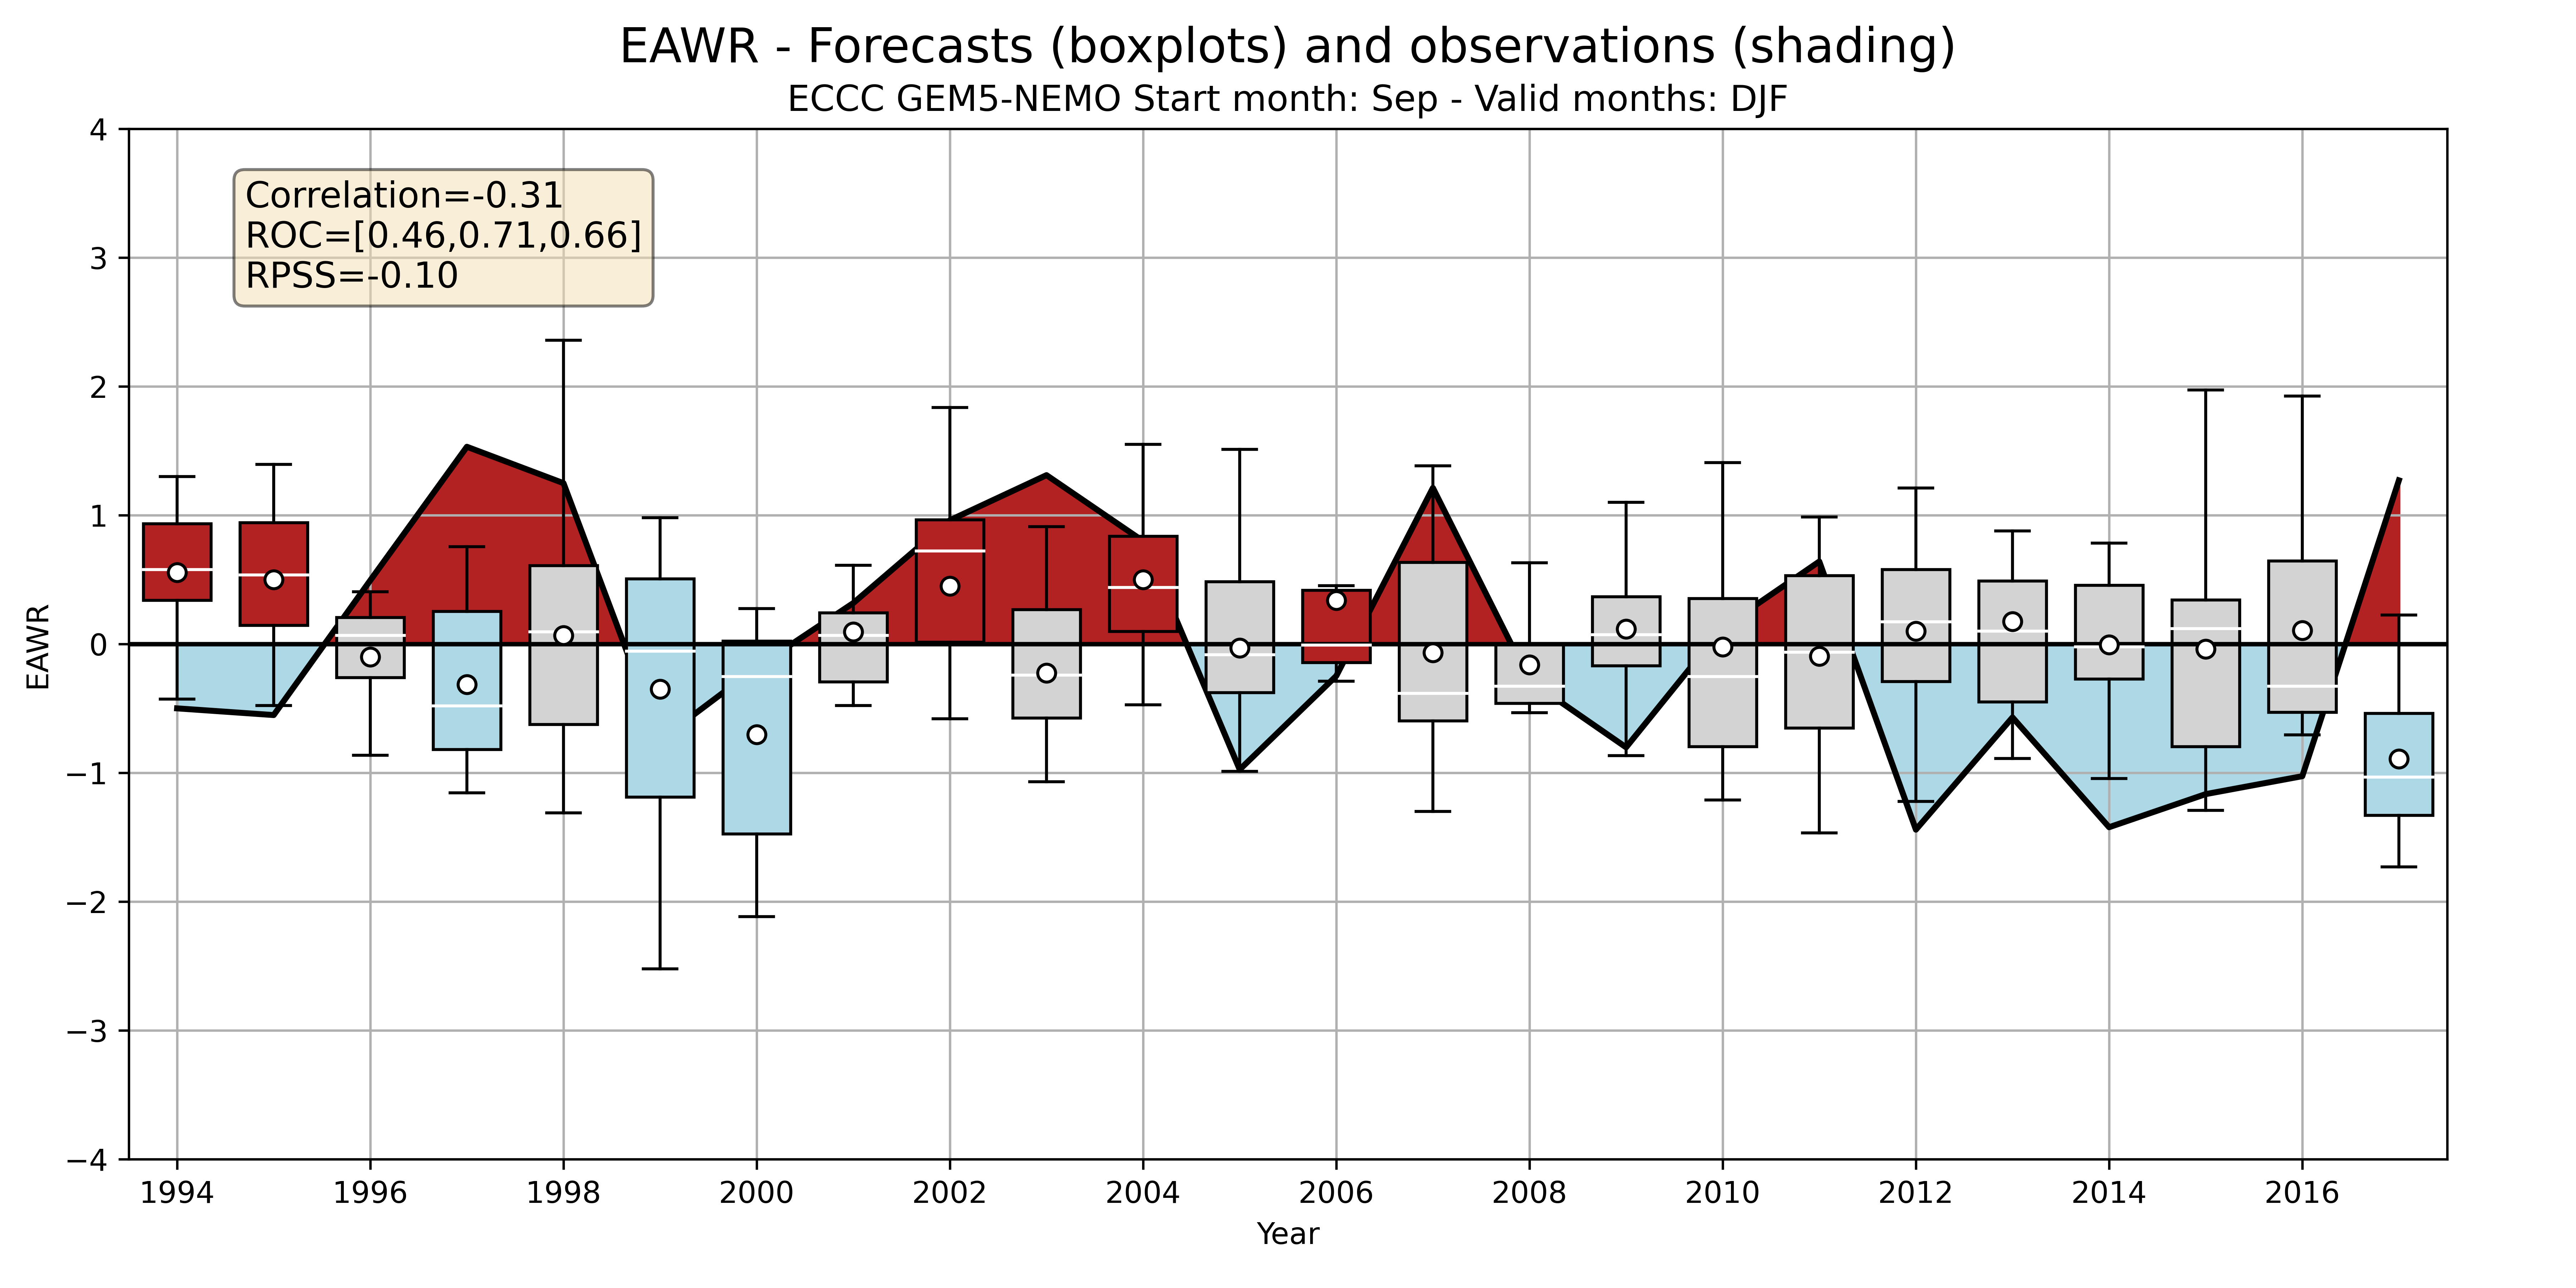 EAWR - Forecasts (boxplots) and observations (shading)
ECCC GEM5-NEMO Start month: Sep - Valid months: DJF
Correlation=-0.31
ROC=[0.46,0.71,0.66]
RPSS=-0.10
EAWR
4
3
2
1
0
−1
−2
−3
−4
1994 1996 1998 2000 2002 2004 2006 2008 2010 2012 2014 2016
Year